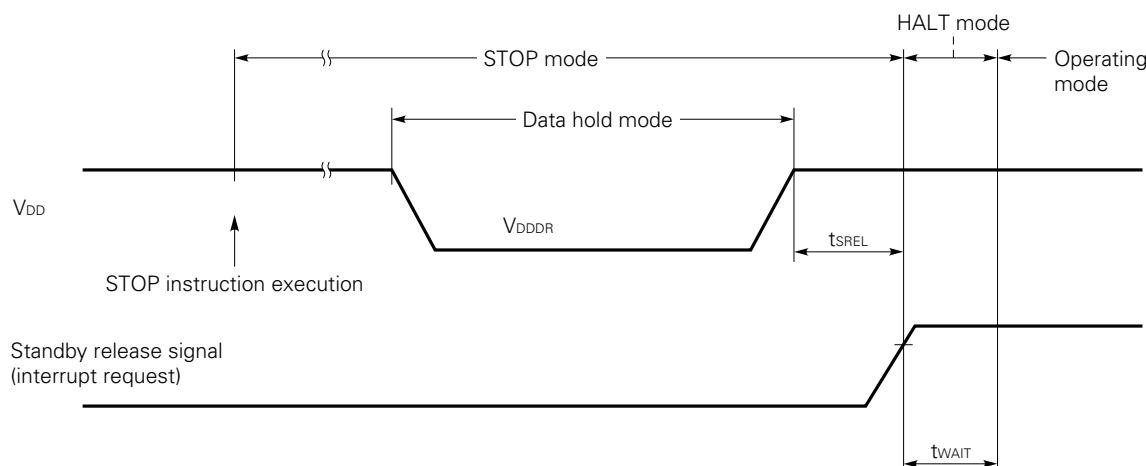 HALT mode
STOP mode
Operating
mode
Data hold mode
VDD
VDDDR
tSREL
STOP instruction execution
Standby release signal
(interrupt request)
tWAIT